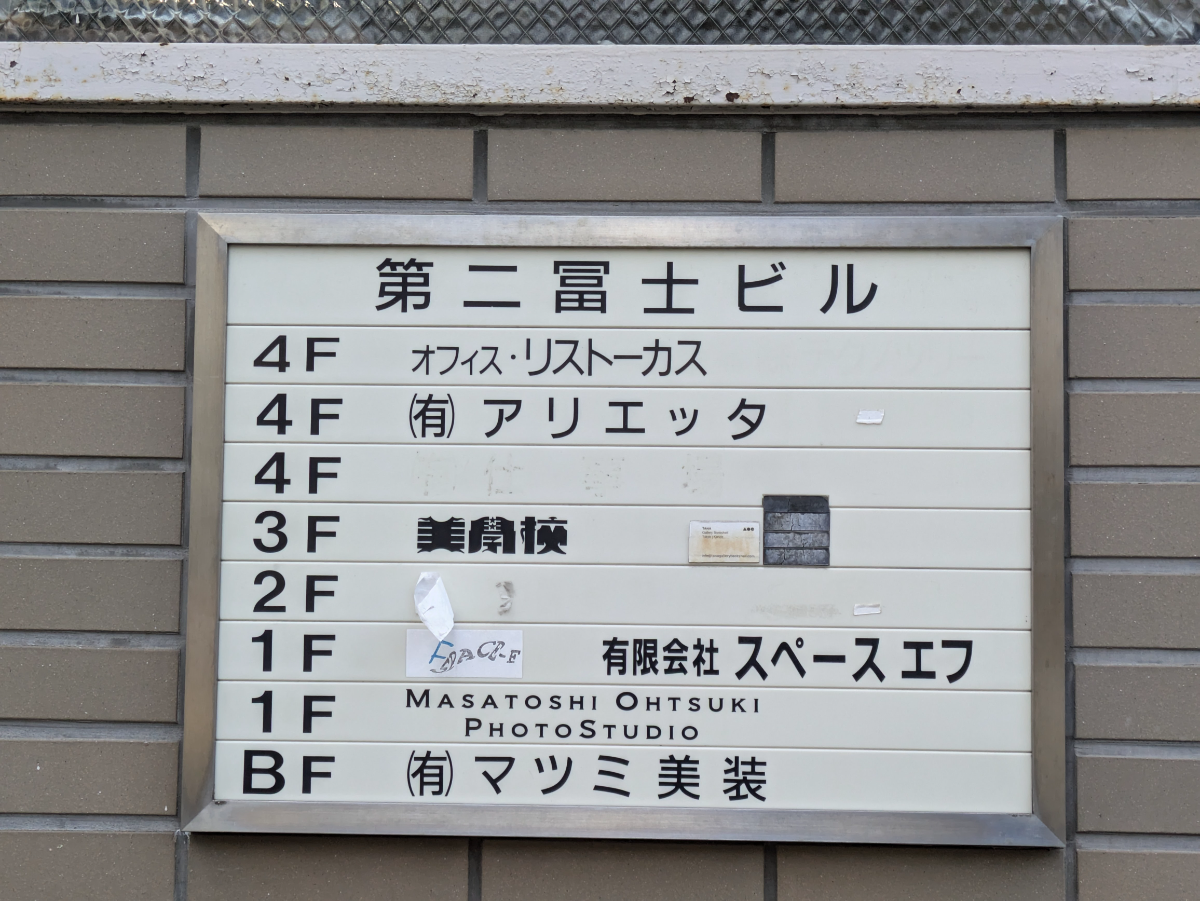 第二冨士ビル
4F オフィス・リストーカス
4F ㈲アリエッタ
4F
3F 美學校
2F
1F 有限会社スペースエフ
1F MASATOSHI OHTSUKI
PHOTOSTUDIO
BF ㈲マツミ美装